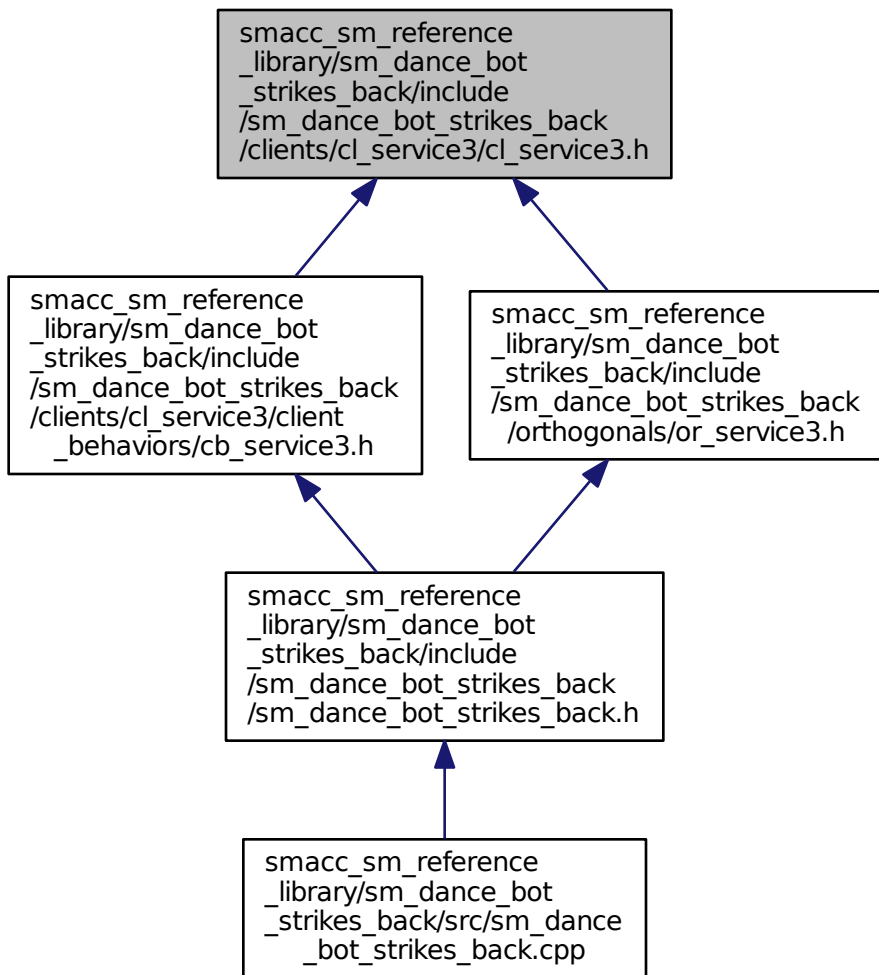 smacc_sm_reference
_library/sm_dance_bot
_strikes_back/include
/sm_dance_bot_strikes_back
/clients/cl_service3/cl_service3.h
smacc_sm_reference
_library/sm_dance_bot
_strikes_back/include
/sm_dance_bot_strikes_back
/clients/cl_service3/client
_behaviors/cb_service3.h
smacc_sm_reference
_library/sm_dance_bot
_strikes_back/include
/sm_dance_bot_strikes_back
/orthogonals/or_service3.h
smacc_sm_reference
_library/sm_dance_bot
_strikes_back/include
/sm_dance_bot_strikes_back
/sm_dance_bot_strikes_back.h
smacc_sm_reference
_library/sm_dance_bot
_strikes_back/src/sm_dance
_bot_strikes_back.cpp